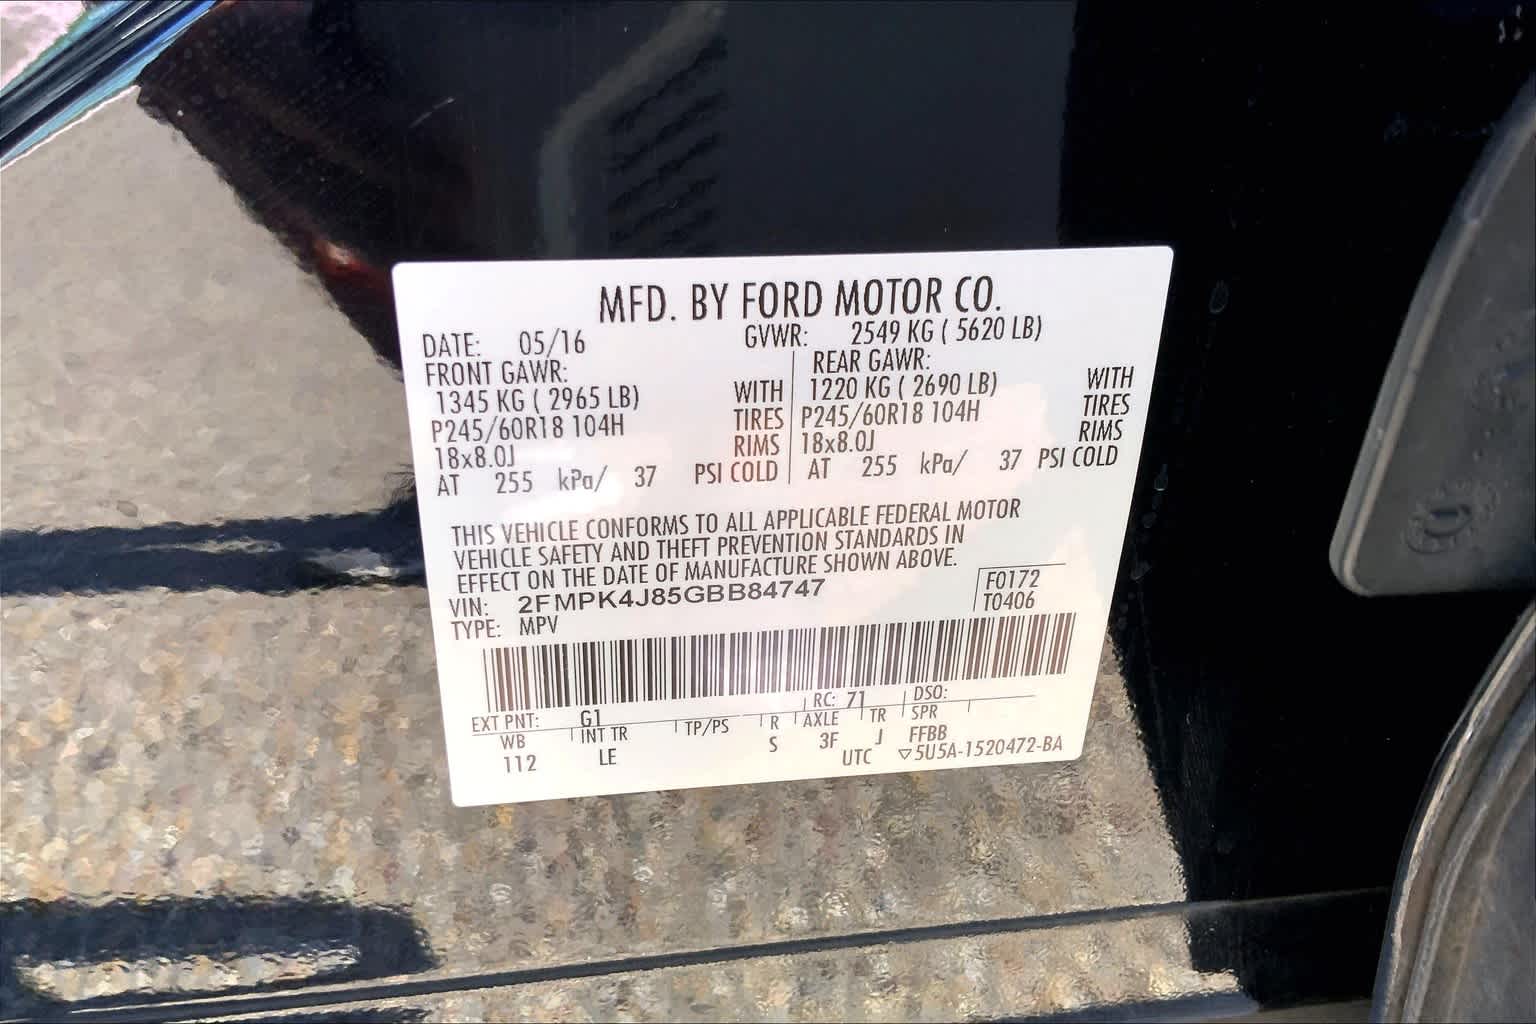 MFD. BY FORD MOTOR CO.
DATE: 05/16 GVWR: 2549 KG ( 5620 LB)
FRONT GAWR: REAR GAWR:
1345 KG ( 2965 LB) WITH 1220 KG ( 2690 LB) WITH
P245/60R18 104H TIRES P245/60R18 104H TIRES
18x8.0J RIMS 18x8.0J RIMS
AT 255 kPa/ 37 PSI COLD AT 255 kPa/ 37 PSI COLD
THIS VEHICLE CONFORMS TO ALL APPLICABLE FEDERAL MOTOR
VEHICLE SAFETY AND THEFT PREVENTION STANDARDS IN
EFFECT ON THE DATE OF MANUFACTURE SHOWN ABOVE.
VIN: 2FMPK4J85GBB84747 F0172
TYPE: MPV T0406
EXT PNT: G1 RC: 71 DSO:
WB INT TR TP/PS R AXLE TR SPR
112 LE S 3F J FFBB
UTC ▽5U5A-1520472-BA